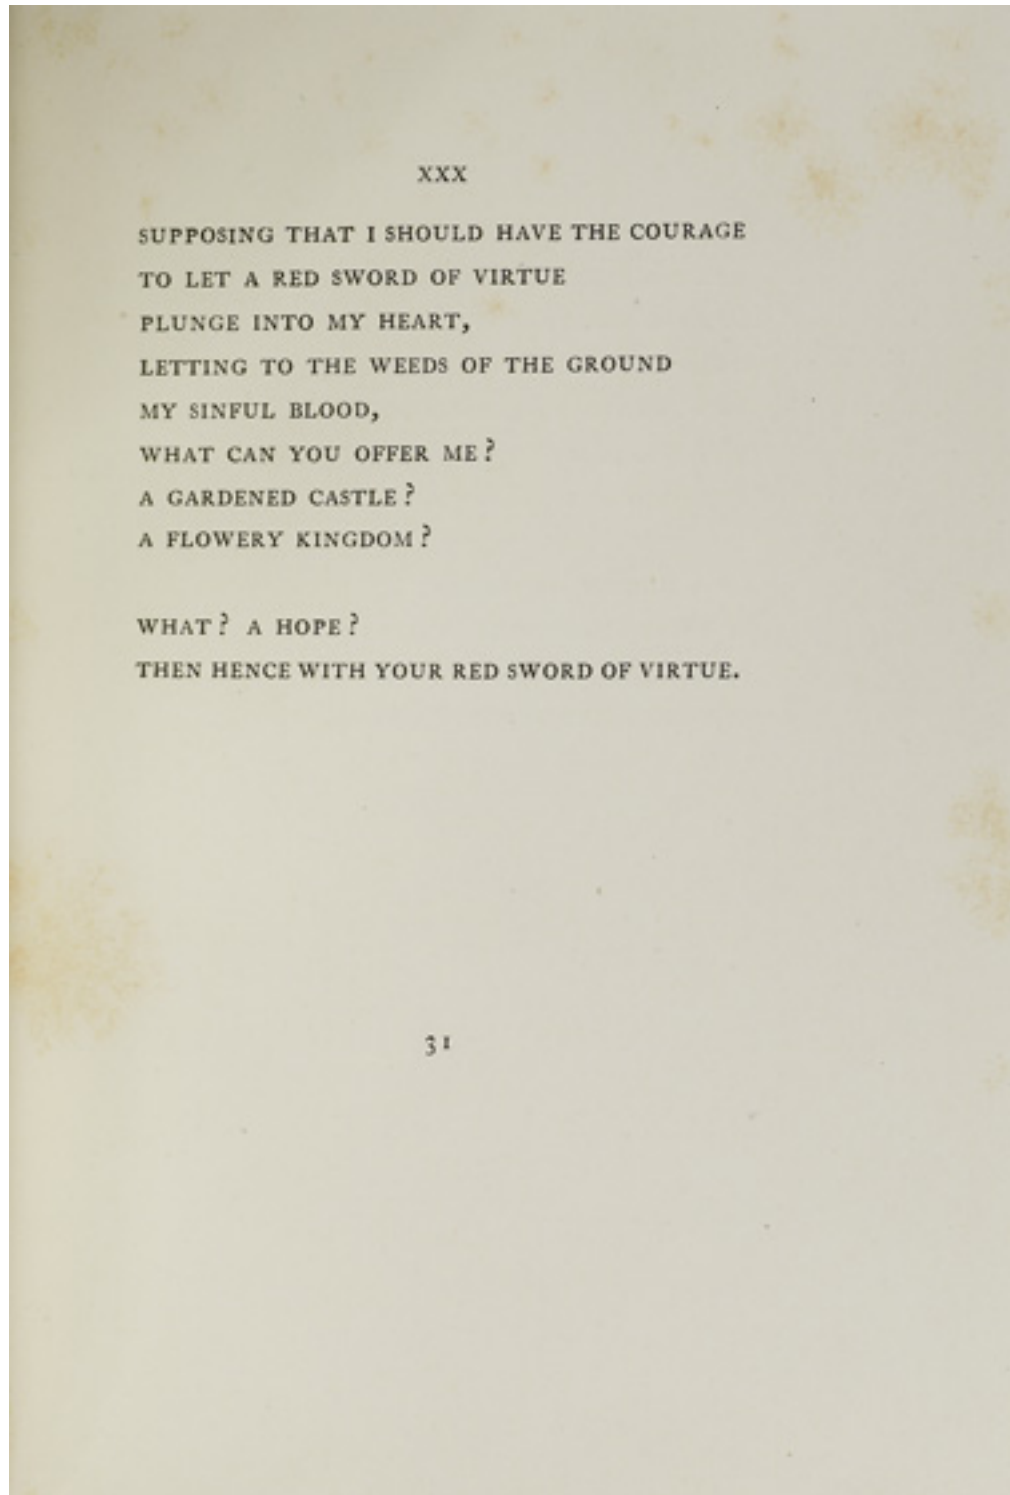 XXX
SUPPOSING THAT I SHOULD HAVE THE COURAGE
TO LET A RED SWORD OF VIRTUE
PLUNGE INTO MY HEART,
LETTING TO THE WEEDS OF THE GROUND
MY SINFUL BLOOD,
WHAT CAN YOU OFFER ME?
A GARDENED CASTLE?
A FLOWERY KINGDOM?

WHAT? A HOPE?
THEN HENCE WITH YOUR RED SWORD OF VIRTUE.
31